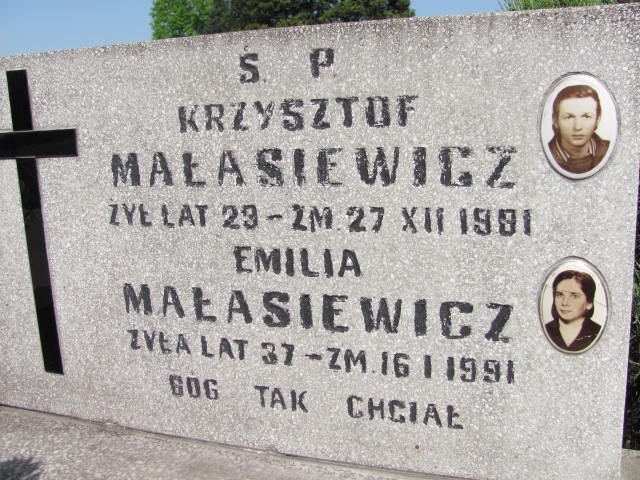 Ś. P.
KRZYSZTOF
MAŁASIEWICZ
ŻYŁ LAT 29 - ZM. 27 XII 1981
EMILIA
MAŁASIEWICZ
ŻYŁA LAT 37 - ZM. 16 I 1991
BÓG TAK CHCIAŁ